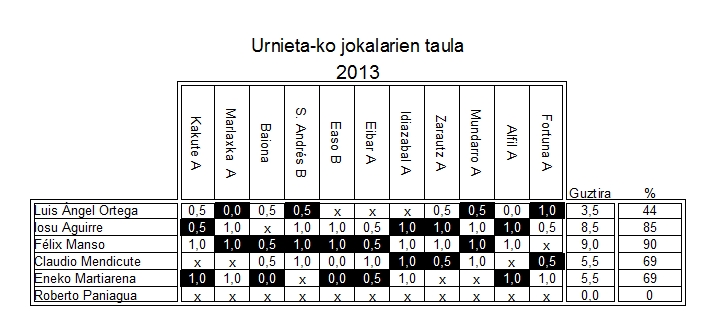 Urnieta-ko jokalarien taula
2013
Kakute A Marlaxka A Baiona S. Andrés B Easo B Eibar A Idiazabal A Zarautz A Mundarro A Alfil A Fortuna A Guztira %
Luis Ângel Ortega 0,5 0,0 0,5 0,5 x x x 0,5 0,5 0,0 1,0 3,5 44
Iosu Aguirre 0,5 1,0 x 1,0 1,0 0,5 1,0 1,0 1,0 1,0 0,5 8,5 85
Félix Manso 1,0 1,0 0,5 1,0 1,0 0,5 1,0 1,0 1,0 1,0 x 9,0 90
Claudio Mendicute x x 0,5 1,0 0,0 1,0 1,0 0,5 1,0 x 0,5 5,5 69
Eneko Martiarena 1,0 1,0 0,0 x 0,0 0,5 1,0 x x 1,0 1,0 5,5 69
Roberto Paniagua x x x x x x x x x x x 0,0 0